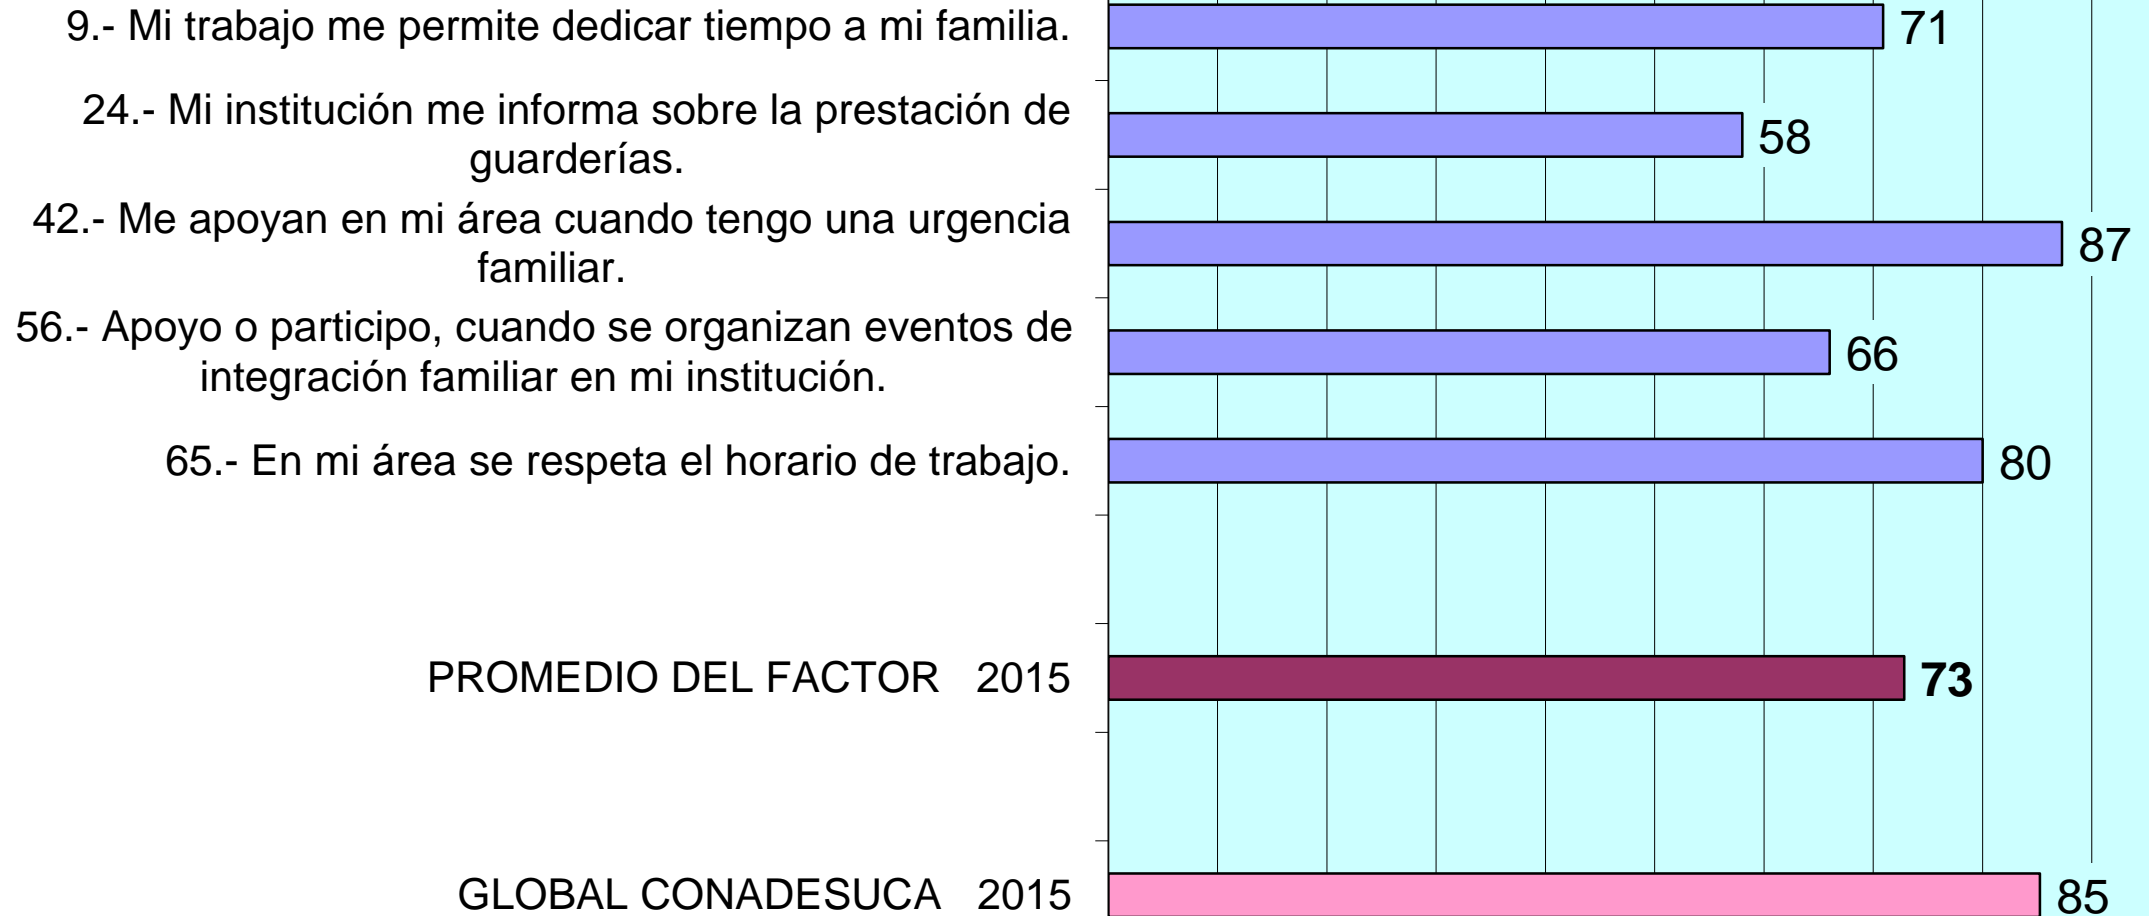 9.- Mi trabajo me permite dedicar tiempo a mi familia.
71
24.- Mi institución me informa sobre la prestación de
guarderías.
58
42.- Me apoyan en mi área cuando tengo una urgencia
familiar.
87
56.- Apoyo o participo, cuando se organizan eventos de
integración familiar en mi institución.
66
65.- En mi área se respeta el horario de trabajo.
80
PROMEDIO DEL FACTOR 2015
73
GLOBAL CONADESUCA 2015
85